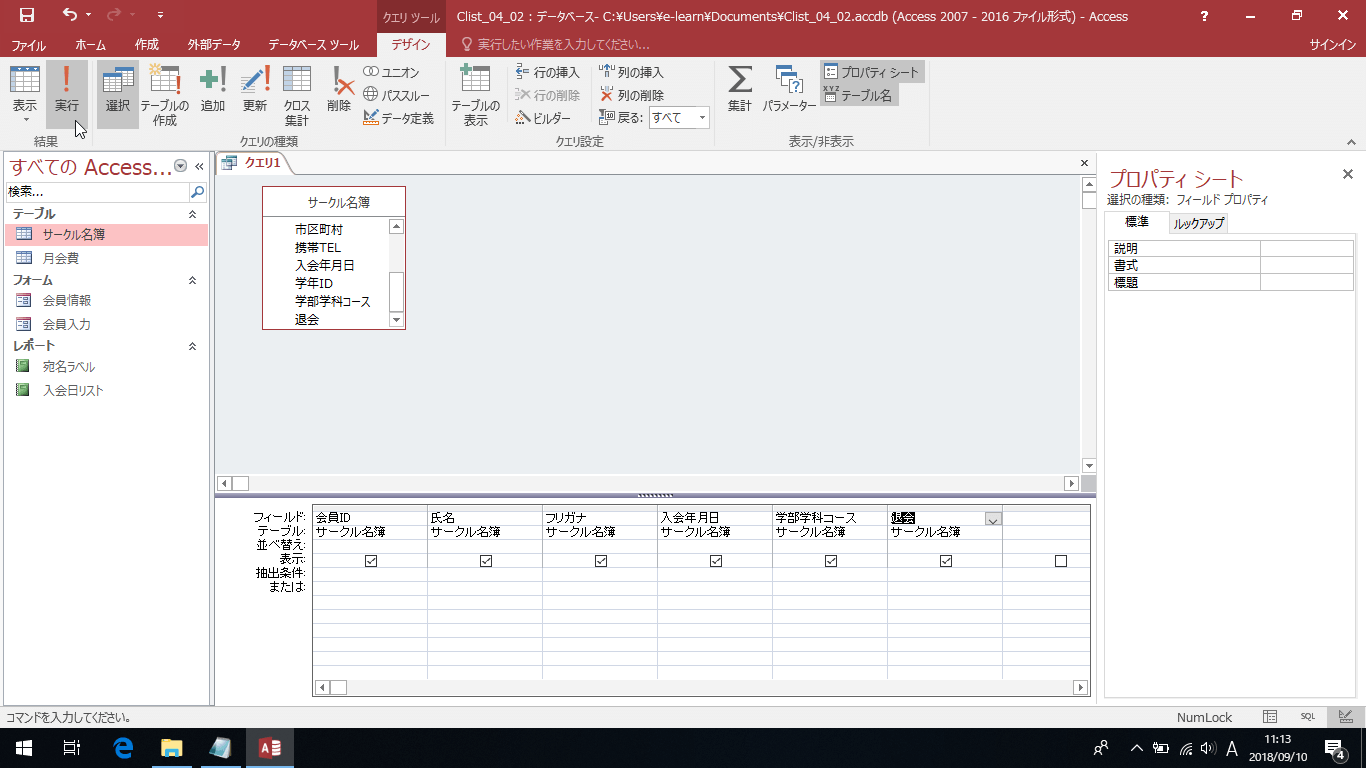 クエリ ツール
Clist_04_02 : データベース- C:¥Users¥e-learn¥Documents¥Clist_04_02.accdb (Access 2007 - 2016 ファイル形式) - Access
?
ファイル
ホーム
作成
外部データ
データベース ツール
デザイン
実行したい作業を入力してください...
サインイン
表示
実行
選択
テーブルの
作成
追加
更新
クロス
集計
削除
ユニオン
パススルー
データ定義
テーブルの
表示
行の挿入
行の削除
ビルダー
列の挿入
列の削除
戻る: すべて
集計
パラメーター
プロパティ シート
XYZ テーブル名
結果
クエリの種類
クエリ設定
表示/非表示
すべての Access...
検索...
テーブル
サークル名簿
月会費
フォーム
会員情報
会員入力
レポート
宛名ラベル
入会日リスト
クエリ1
サークル名簿
市区町村
携帯TEL
入会年月日
学年ID
学部学科コース
退会
フィールド: 会員ID 氏名 フリガナ 入会年月日 学部学科コース 退会
テーブル: サークル名簿 サークル名簿 サークル名簿 サークル名簿 サークル名簿 サークル名簿
並べ替え:
表示:
抽出条件:
または:
プロパティ シート
選択の種類: フィールド プロパティ
標準
ルックアップ
説明
書式
標題
コマンドを入力してください。
NumLock
SQL
A
11:13
2018/09/10
4